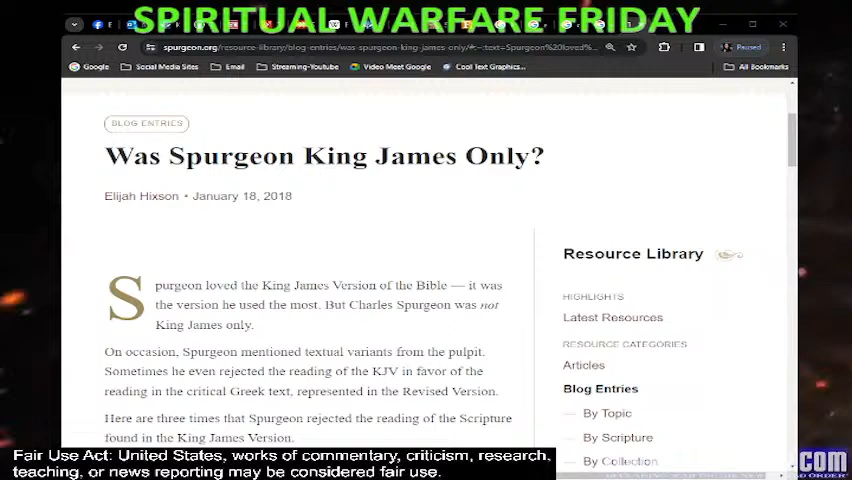 SPIRITUAL WARFARE FRIDAY
spurgeon.org/resource-library/blog-entries/was-spurgeon-king-james-only/#:~:text=Spurgeon%20loved%...
Paused
Google Social Media Sites Email Streaming-Youtube Video Meet Google Cool Text Graphics... All Bookmarks
BLOG ENTRIES
Was Spurgeon King James Only?
Elijah Hixson • January 18, 2018
Spurgeon loved the King James Version of the Bible — it was
the version he used the most. But Charles Spurgeon was not
King James only.
On occasion, Spurgeon mentioned textual variants from the pulpit.
Sometimes he even rejected the reading of the KJV in favor of the
reading in the critical Greek text, represented in the Revised Version.
Here are three times that Spurgeon rejected the reading of the Scripture
found in the King James Version.
Resource Library
HIGHLIGHTS
Latest Resources
RESOURCE CATEGORIES
Articles
Blog Entries
— By Topic
— By Scripture
— By Collection
Fair Use Act: United States, works of commentary, criticism, research,
teaching, or news reporting may be considered fair use.
.com